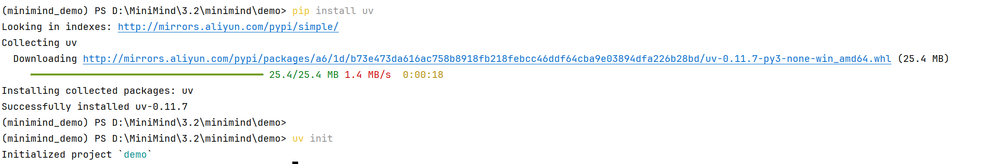 (minimind_demo) PS D:\MiniMind\3.2\minimind\demo> pip install uv
Looking in indexes: http://mirrors.aliyun.com/pypi/simple/
Collecting uv
  Downloading http://mirrors.aliyun.com/pypi/packages/a6/1d/b73e473da616ac758b8918fb218febcc46ddf64cba9e03894dfa226b28bd/uv-0.11.7-py3-none-win_amd64.whl (25.4 MB)
25.4/25.4 MB 1.4 MB/s  0:00:18
Installing collected packages: uv
Successfully installed uv-0.11.7
(minimind_demo) PS D:\MiniMind\3.2\minimind\demo>
(minimind_demo) PS D:\MiniMind\3.2\minimind\demo> uv init
Initialized project `demo`